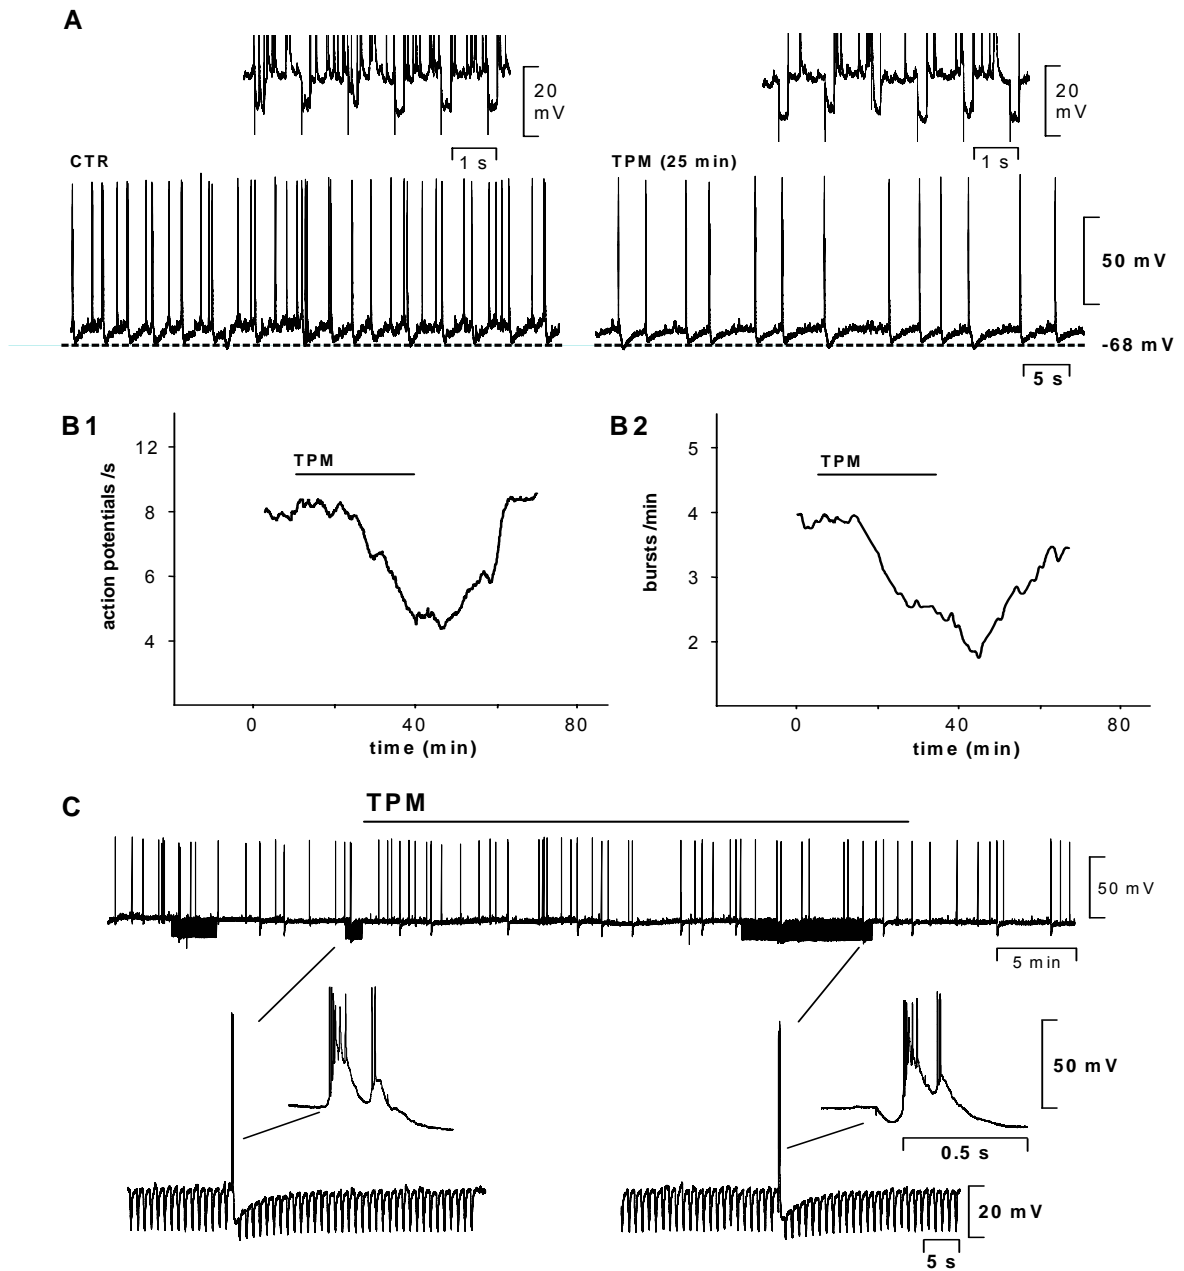 A
20 mV
20 mV
1 s
1 s
CTR
TPM (25 min)
50 mV
-68 mV
5 s
B1
B2
action potentials /s
12
8
6
4
TPM
0
40
80
time (min)
bursts /min
5
4
3
2
TPM
0
40
80
time (min)
C
TPM
50 mV
5 min
50 mV
0.5 s
20 mV
5 s